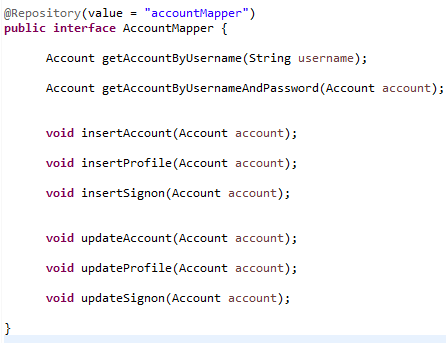 @Repository(value = "accountMapper")
public interface AccountMapper {
Account getAccountByUsername(String username);
Account getAccountByUsernameAndPassword(Account account);
void insertAccount(Account account);
void insertProfile(Account account);
void insertSignon(Account account);
void updateAccount(Account account);
void updateProfile(Account account);
void updateSignon(Account account);
}